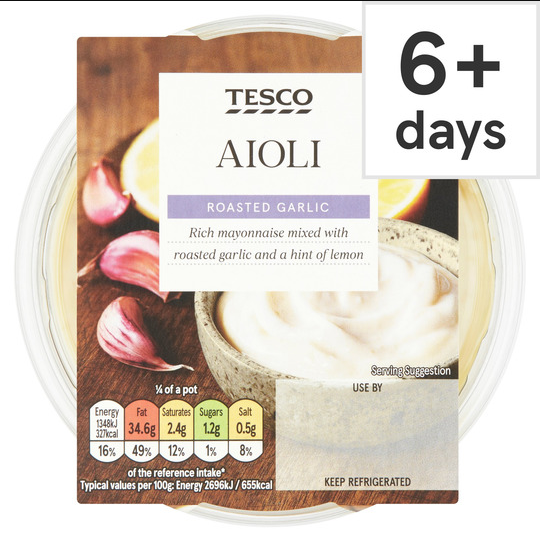 6+
days
TESCO
AIOLI
ROASTED GARLIC
Rich mayonnaise mixed with
roasted garlic and a hint of lemon
Serving Suggestion
USE BY
¼ of a pot
Energy Fat Saturates Sugars Salt
1348kJ
327kcal 34.6g 2.4g 1.2g 0.5g
16% 49% 12% 1% 8%
of the reference intake*
Typical values per 100g: Energy 2696kJ / 655kcal
KEEP REFRIGERATED